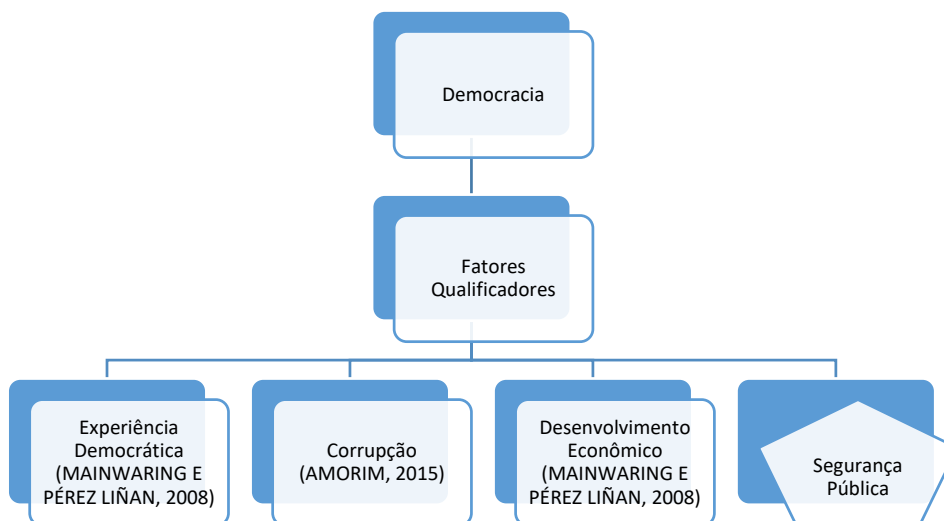 Democracia
Fatores
Qualificadores
Experiência
Democrática
(MAINWARING E
PÉREZ LIÑAN, 2008)
Corrupção
(AMORIM, 2015)
Desenvolvimento
Econômico
(MAINWARING E
PÉREZ LIÑAN, 2008)
Segurança
Pública